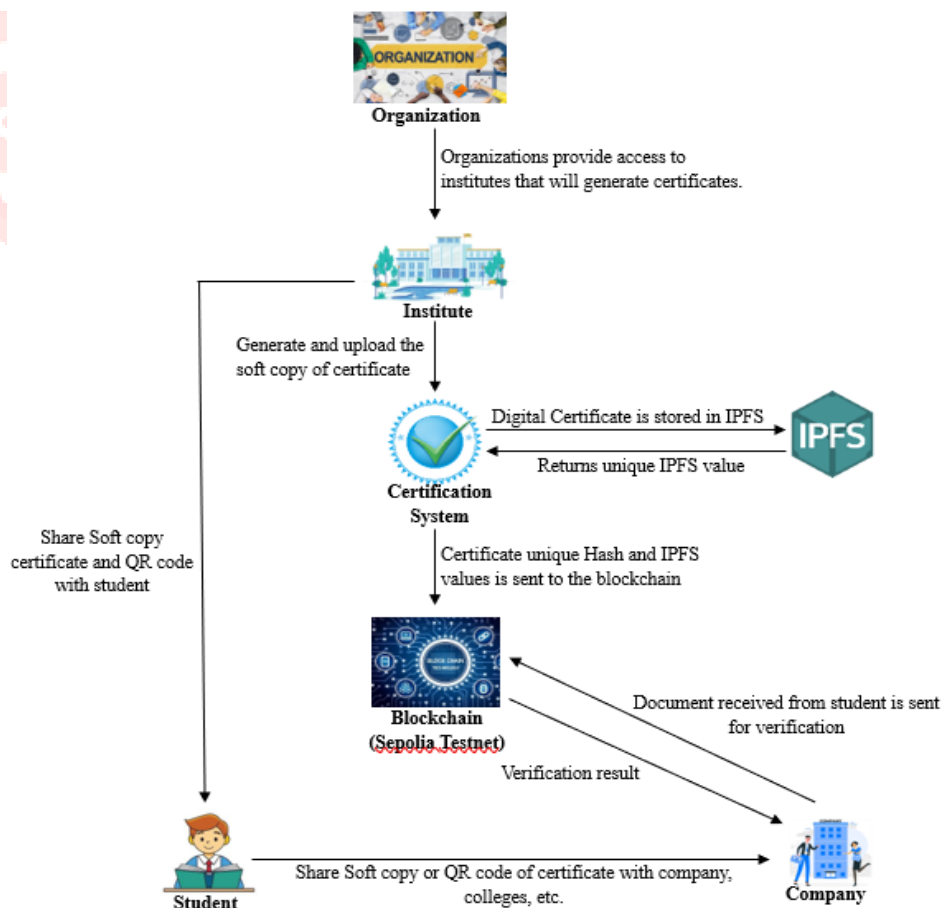 ORGANIZATION
Organization
Organizations provide access to
institutes that will generate certificates.
Institute
Generate and upload the
soft copy of certificate
Digital Certificate is stored in IPFS
IPFS
Returns unique IPFS value
Certification
System
Share Soft copy
certificate and QR code
with student
Certificate unique Hash and IPFS
values is sent to the blockchain
BLOCK CHAIN
TECHNOLOGY
Blockchain
(Sepolia Testnet)
Document received from student is sent
for verification
Verification result
COMPANY
Share Soft copy or QR code of certificate with company,
colleges, etc.
Student
Company